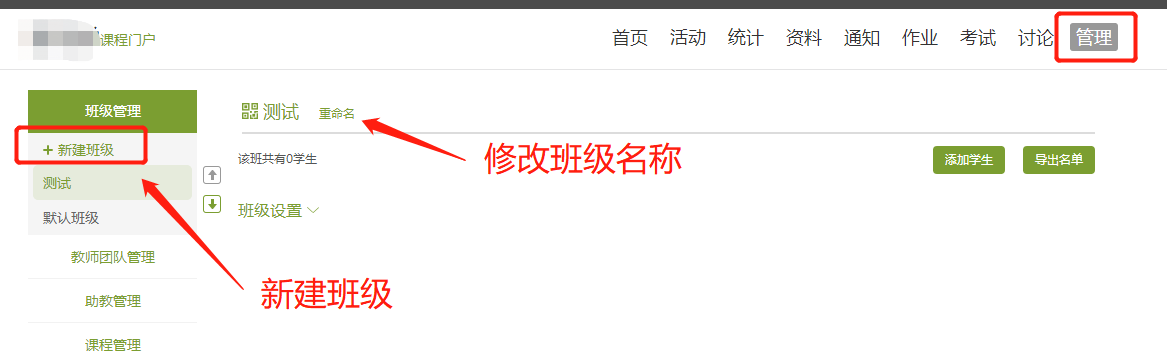 课程门户
首页 活动 统计 资料 通知 作业 考试 讨论 管理
班级管理
+ 新建班级
测试
默认班级
教师团队管理
助教管理
课程管理
测试 重命名
该班共有0学生
添加学生 导出名单
班级设置
修改班级名称
新建班级